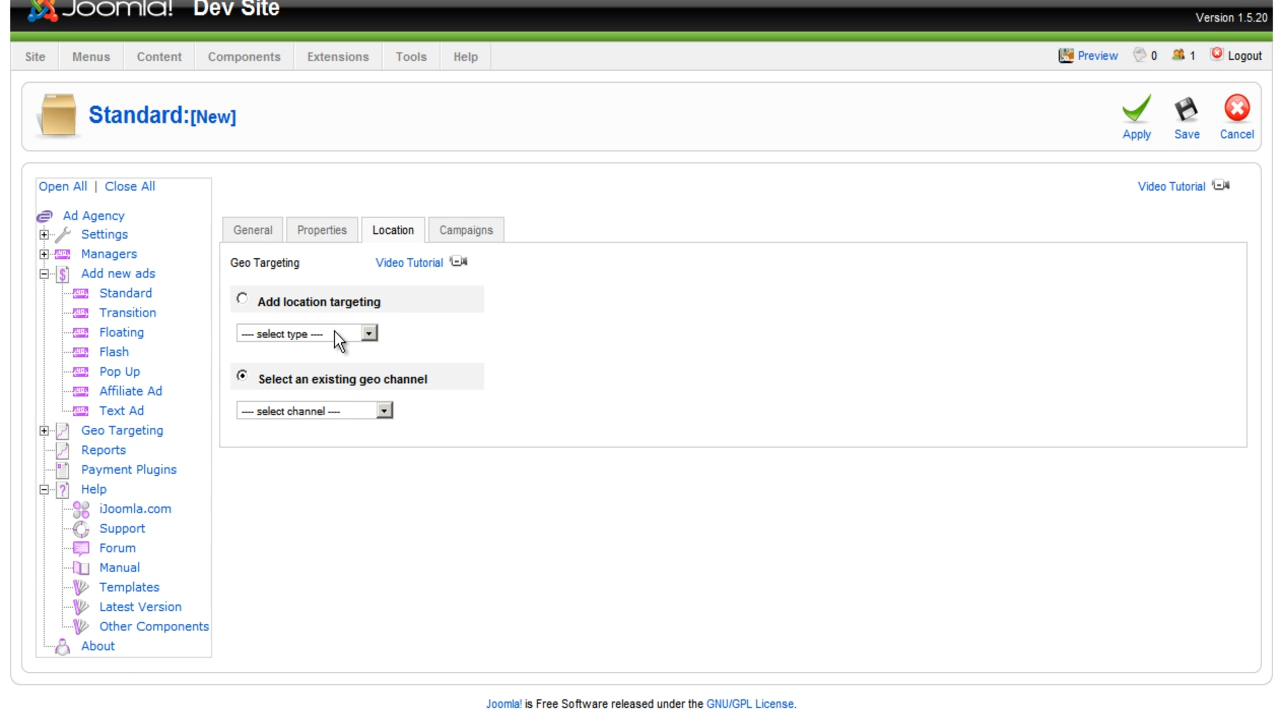 Joomla! Dev Site
Version 1.5.20
Site Menus Content Components Extensions Tools Help Preview 0 1 Logout
Standard:[New]
Apply Save Cancel
Open All | Close All
Video Tutorial
Ad Agency
Settings
Managers
Add new ads
Standard
Transition
Floating
Flash
Pop Up
Affiliate Ad
Text Ad
Geo Targeting
Reports
Payment Plugins
Help
iJoomla.com
Support
Forum
Manual
Templates
Latest Version
Other Components
About
General Properties Location Campaigns
Geo Targeting Video Tutorial
Add location targeting
---- select type ----
Select an existing geo channel
---- select channel ----
Joomla! is Free Software released under the GNU/GPL License.